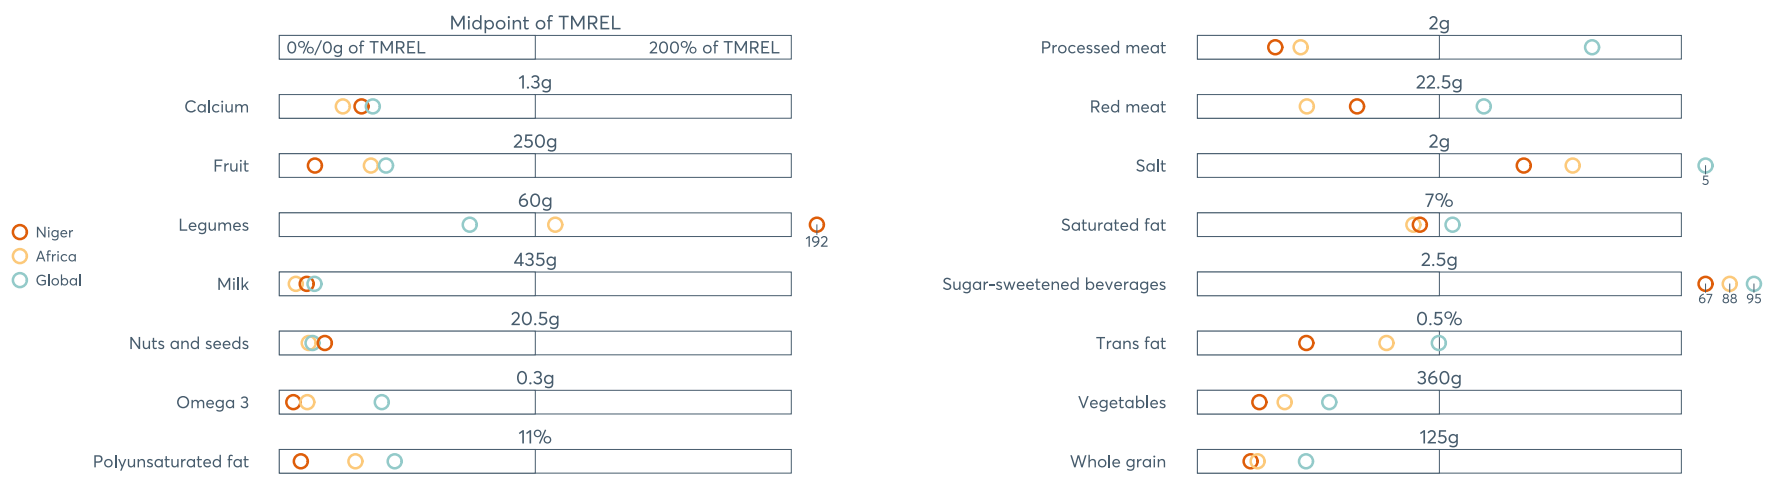 Midpoint of TMREL
0%/0g of TMREL 200% of TMREL
1.3g
Calcium
250g
Fruit
60g
Legumes
192
435g
Milk
20.5g
Nuts and seeds
0.3g
Omega 3
11%
Polyunsaturated fat
Niger
Africa
Global
2g
Processed meat
22.5g
Red meat
2g
Salt
5
7%
Saturated fat
2.5g
Sugar-sweetened beverages
67 88 95
0.5%
Trans fat
360g
Vegetables
125g
Whole grain